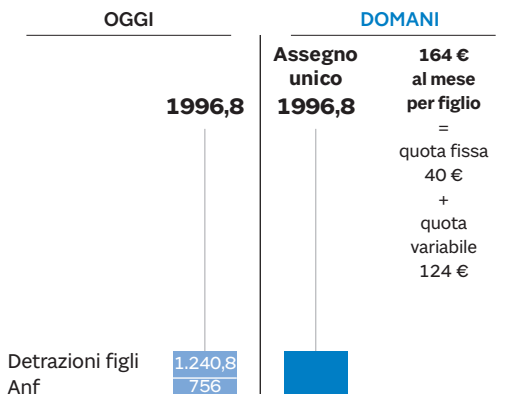 OGGI
DOMANI
1996,8
Assegno
unico
1996,8
164 €
al mese
per figlio
=
quota fissa
40 €
+
quota
variabile
124 €
Detrazioni figli 1.240,8
Anf 756